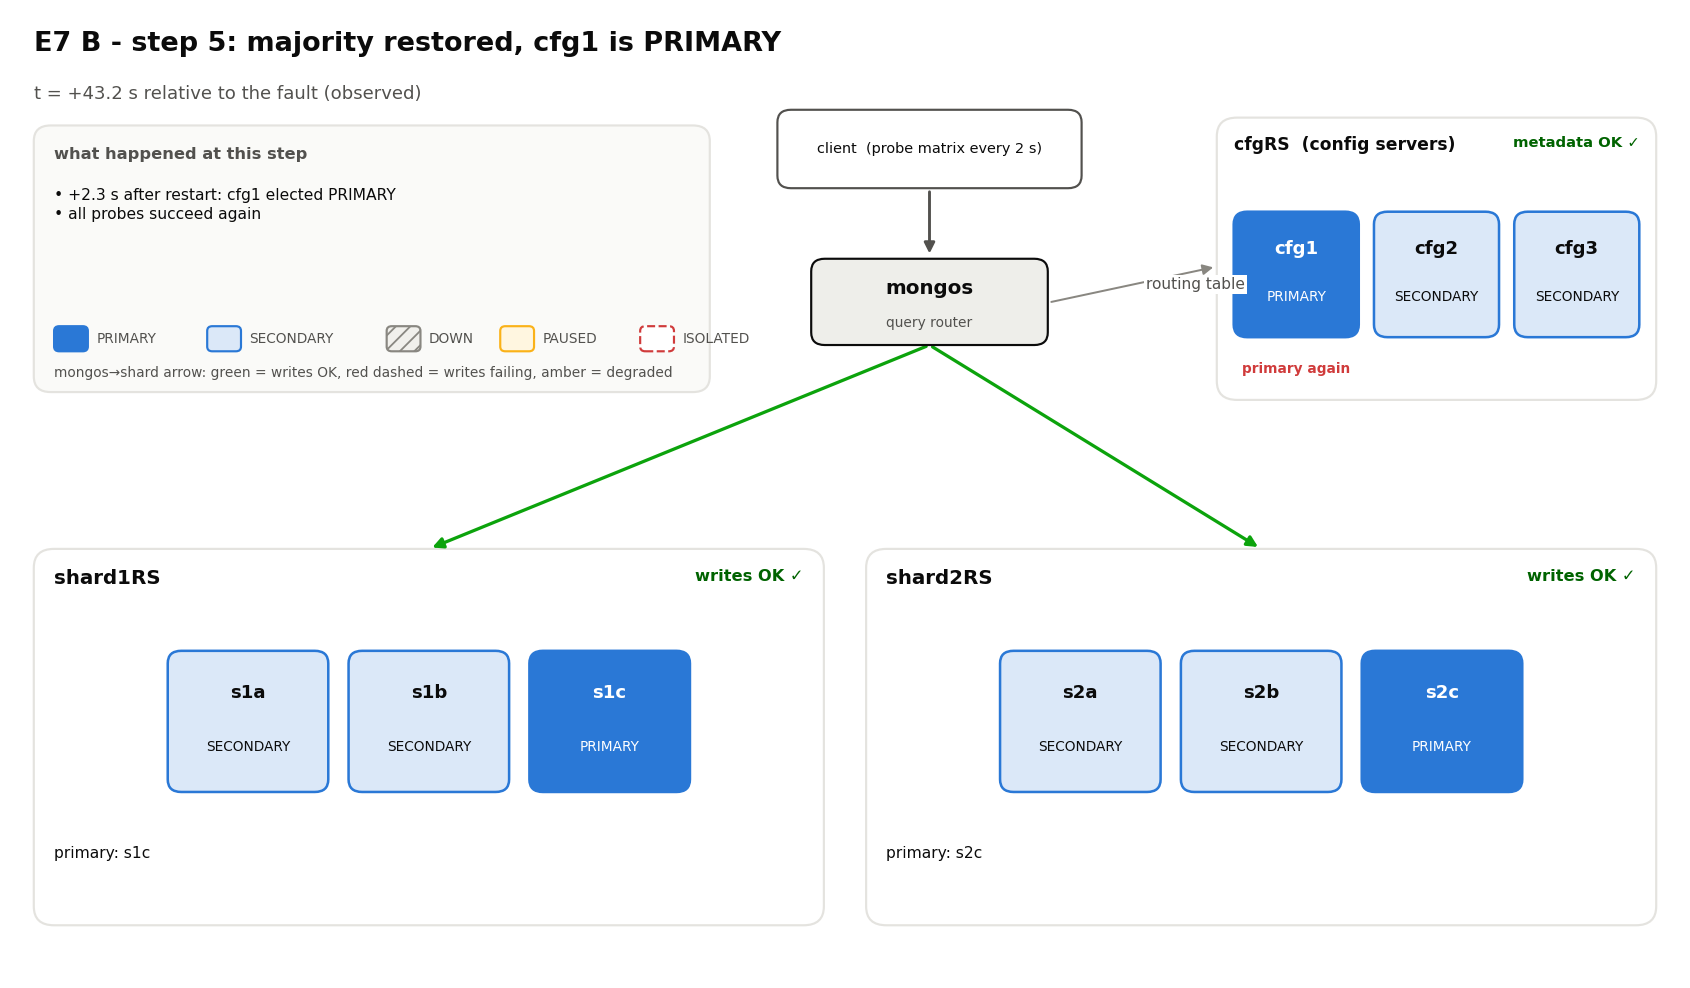 E7 B - step 5: majority restored, cfg1 is PRIMARY
t = +43.2 s relative to the fault (observed)
what happened at this step
• +2.3 s after restart: cfg1 elected PRIMARY
• all probes succeed again
PRIMARY SECONDARY DOWN PAUSED ISOLATED
mongos→shard arrow: green = writes OK, red dashed = writes failing, amber = degraded
client (probe matrix every 2 s)
mongos
query router
routing table
cfgRS (config servers) metadata OK ✓
cfg1 cfg2 cfg3
PRIMARY SECONDARY SECONDARY
primary again
shard1RS writes OK ✓
s1a s1b s1c
SECONDARY SECONDARY PRIMARY
primary: s1c
shard2RS writes OK ✓
s2a s2b s2c
SECONDARY SECONDARY PRIMARY
primary: s2c